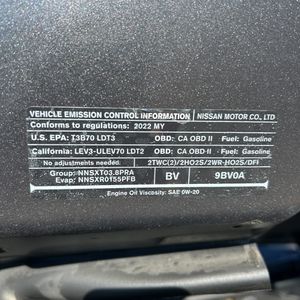 VEHICLE EMISSION CONTROL INFORMATION NISSAN MOTOR CO., LTD
Conforms to regulations: 2022 MY
U.S. EPA: T3B70 LDT3 OBD: CA OBD II Fuel: Gasoline
California: LEV3-ULEV70 LDT2 OBD: CA OBD II Fuel: Gasoline
No adjustments needed. 2TWC(2)/2HO2S/2WR-HO2S/DFI
Group: NNSXT03.8PRA
Evap: NNSXR0155PFB BV 9BV0A
Engine Oil Viscosity: SAE 0W-20